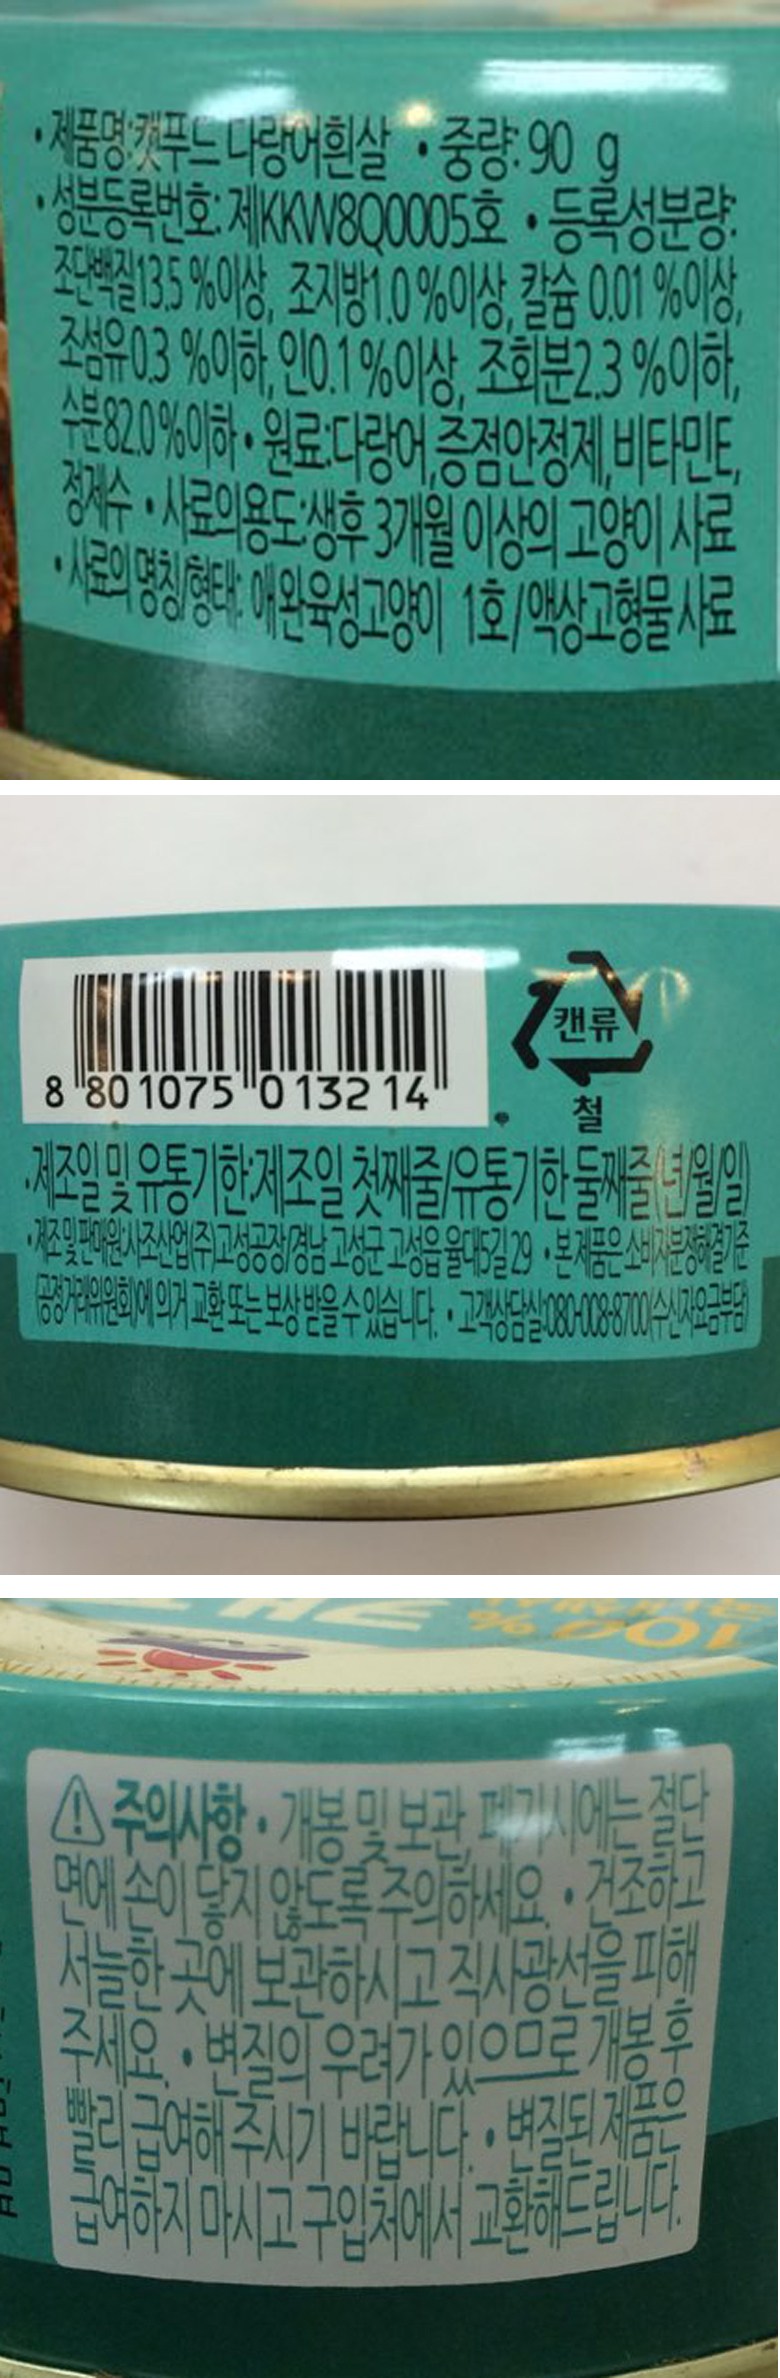 • 제품명:캣푸드 다랑어흰살 • 중량: 90 g
• 성분등록번호: 제KKW8Q0005호 • 등록성분량:
조단백질13.5 %이상, 조지방1.0 %이상, 칼슘 0.01 %이상,
조섬유0.3 %이하, 인0.1 %이상, 조회분2.3 %이하,
수분82.0%이하 • 원료:다랑어,증점안정제,비타민E,
정제수 • 사료의용도:생후 3개월 이상의 고양이 사료
• 사료의 명칭/형태: 애완육성고양이 1호/액상고형물 사료
캔류
철
8 801075 013214
•제조일 및 유통기한:제조일 첫째줄/유통기한 둘째줄(년/월/일)
• 제조 및 판매원:사조산업(주)고성공장/경남 고성군 고성읍 율대5길 29 • 본 제품은 소비자분쟁해결기준
(공정거래위원회)에 의거 교환 또는 보상 받을 수 있습니다. • 고객상담실:080-008-8700(수신자요금부담)
100%
주의사항 • 개봉 및 보관, 폐기시에는 절단
면에 손이 닿지 않도록 주의하세요. • 건조하고
서늘한 곳에 보관하시고 직사광선을 피해
주세요. • 변질의 우려가 있으므로 개봉 후
빨리 급여해 주시기 바랍니다. • 변질된 제품은
급여하지 마시고 구입처에서 교환해드립니다.